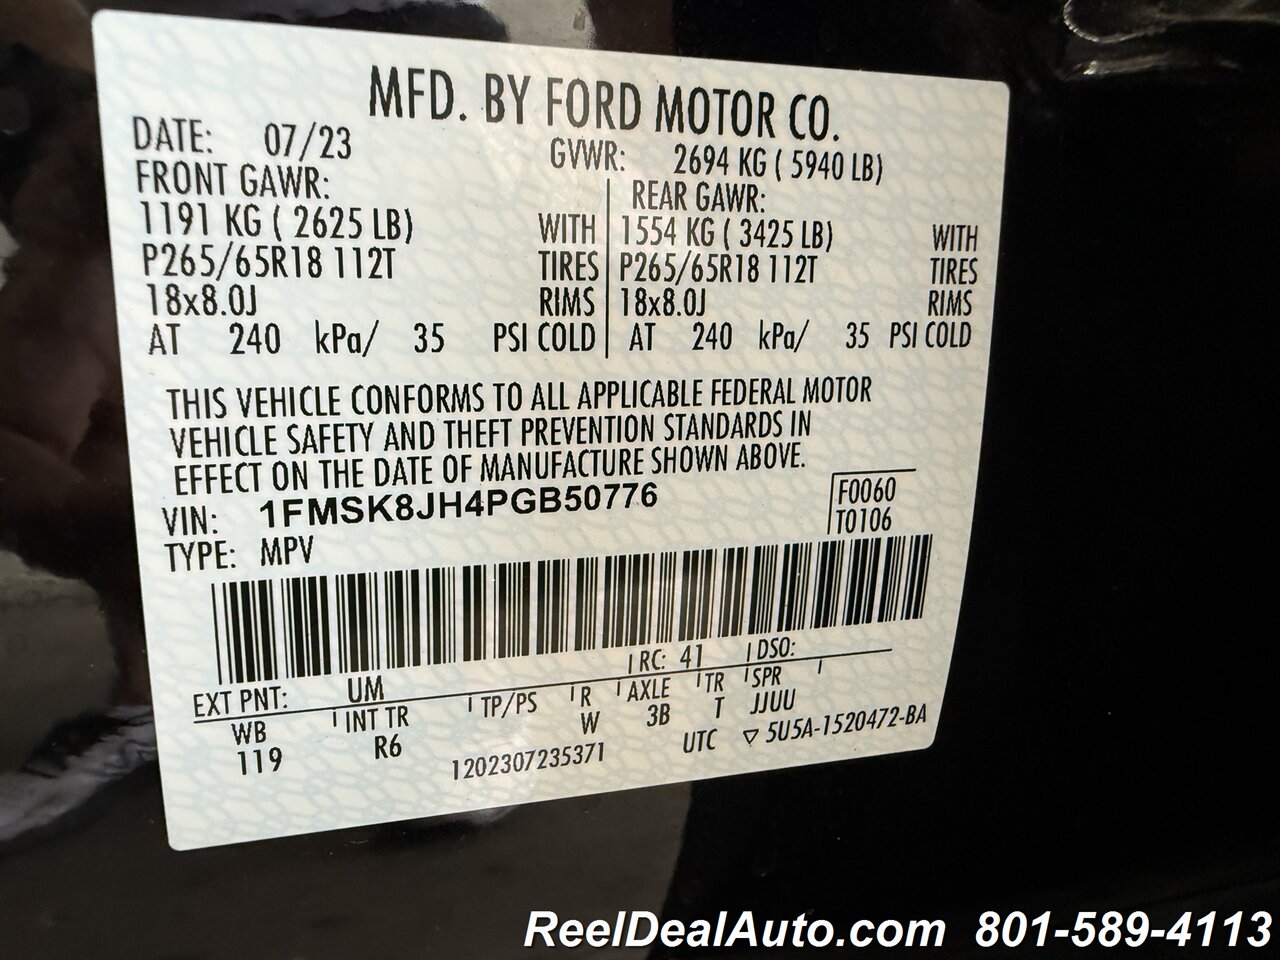 MFD. BY FORD MOTOR CO.
DATE: 07/23 GVWR: 2694 KG ( 5940 LB)
FRONT GAWR: REAR GAWR:
1191 KG ( 2625 LB) WITH 1554 KG ( 3425 LB) WITH
P265/65R18 112T TIRES P265/65R18 112T TIRES
18x8.0J RIMS 18x8.0J RIMS
AT 240 kPa/ 35 PSI COLD AT 240 kPa/ 35 PSI COLD
THIS VEHICLE CONFORMS TO ALL APPLICABLE FEDERAL MOTOR
VEHICLE SAFETY AND THEFT PREVENTION STANDARDS IN
EFFECT ON THE DATE OF MANUFACTURE SHOWN ABOVE.
VIN: 1FMSK8JH4PGB50776 F0060
TYPE: MPV T0106
EXT PNT: UM RC: 41 DSO:
WB INT TR TP/PS R AXLE TR SPR
119 R6 W 3B T JJUU
1202307235371 UTC ▽ 5U5A-1520472-BA
ReelDealAuto.com 801-589-4113